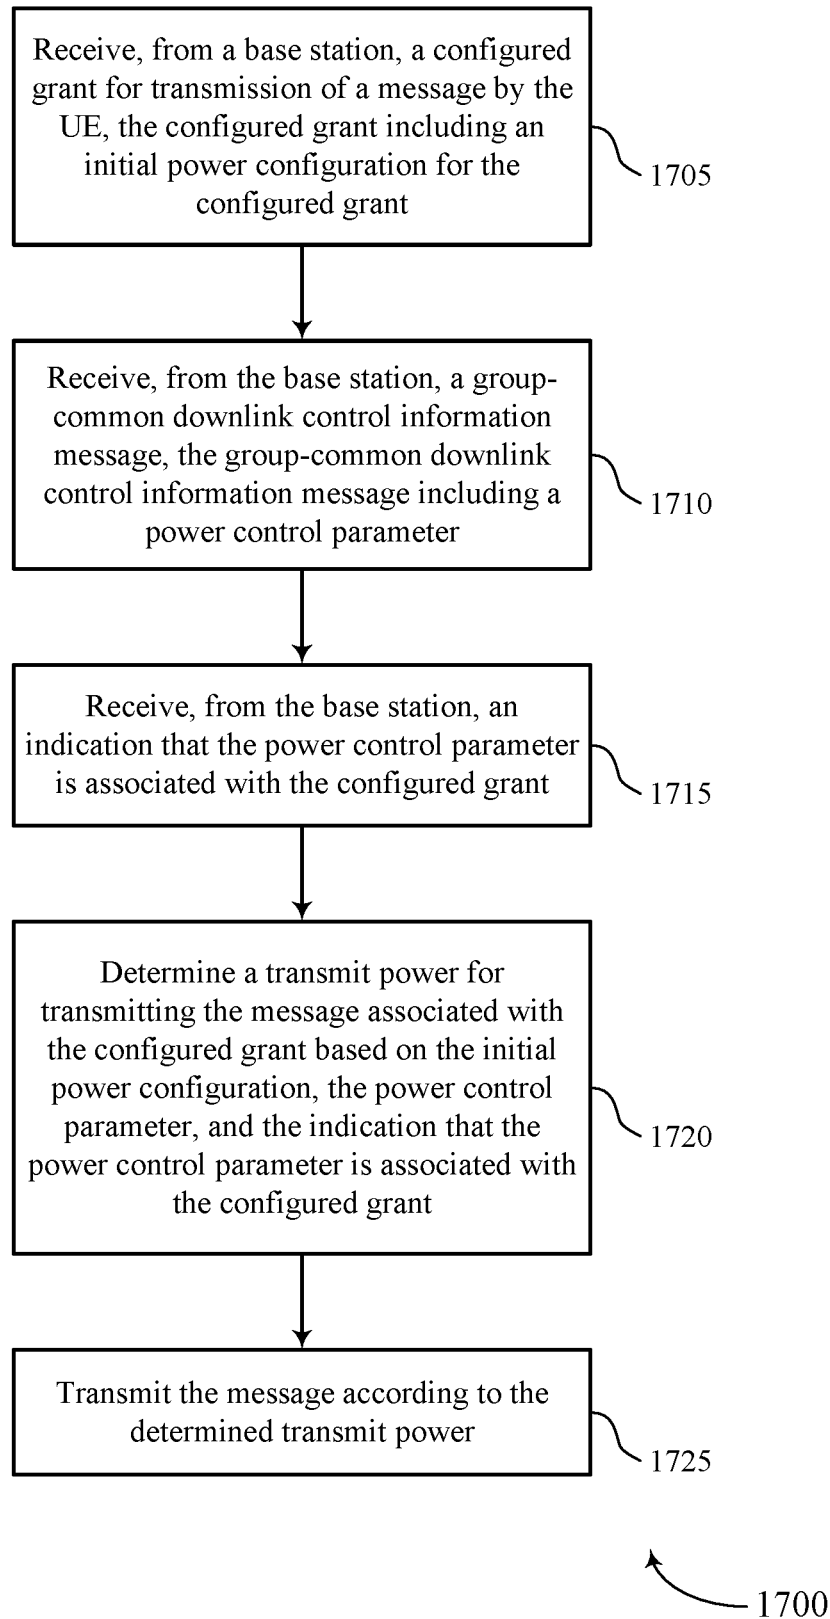 Receive, from a base station, a configured
grant for transmission of a message by the
UE, the configured grant including an
initial power configuration for the
configured grant
1705
Receive, from the base station, a group-
common downlink control information
message, the group-common downlink
control information message including a
power control parameter
1710
Receive, from the base station, an
indication that the power control parameter
is associated with the configured grant
1715
Determine a transmit power for
transmitting the message associated with
the configured grant based on the initial
power configuration, the power control
parameter, and the indication that the
power control parameter is associated with
the configured grant
1720
Transmit the message according to the
determined transmit power
1725
1700